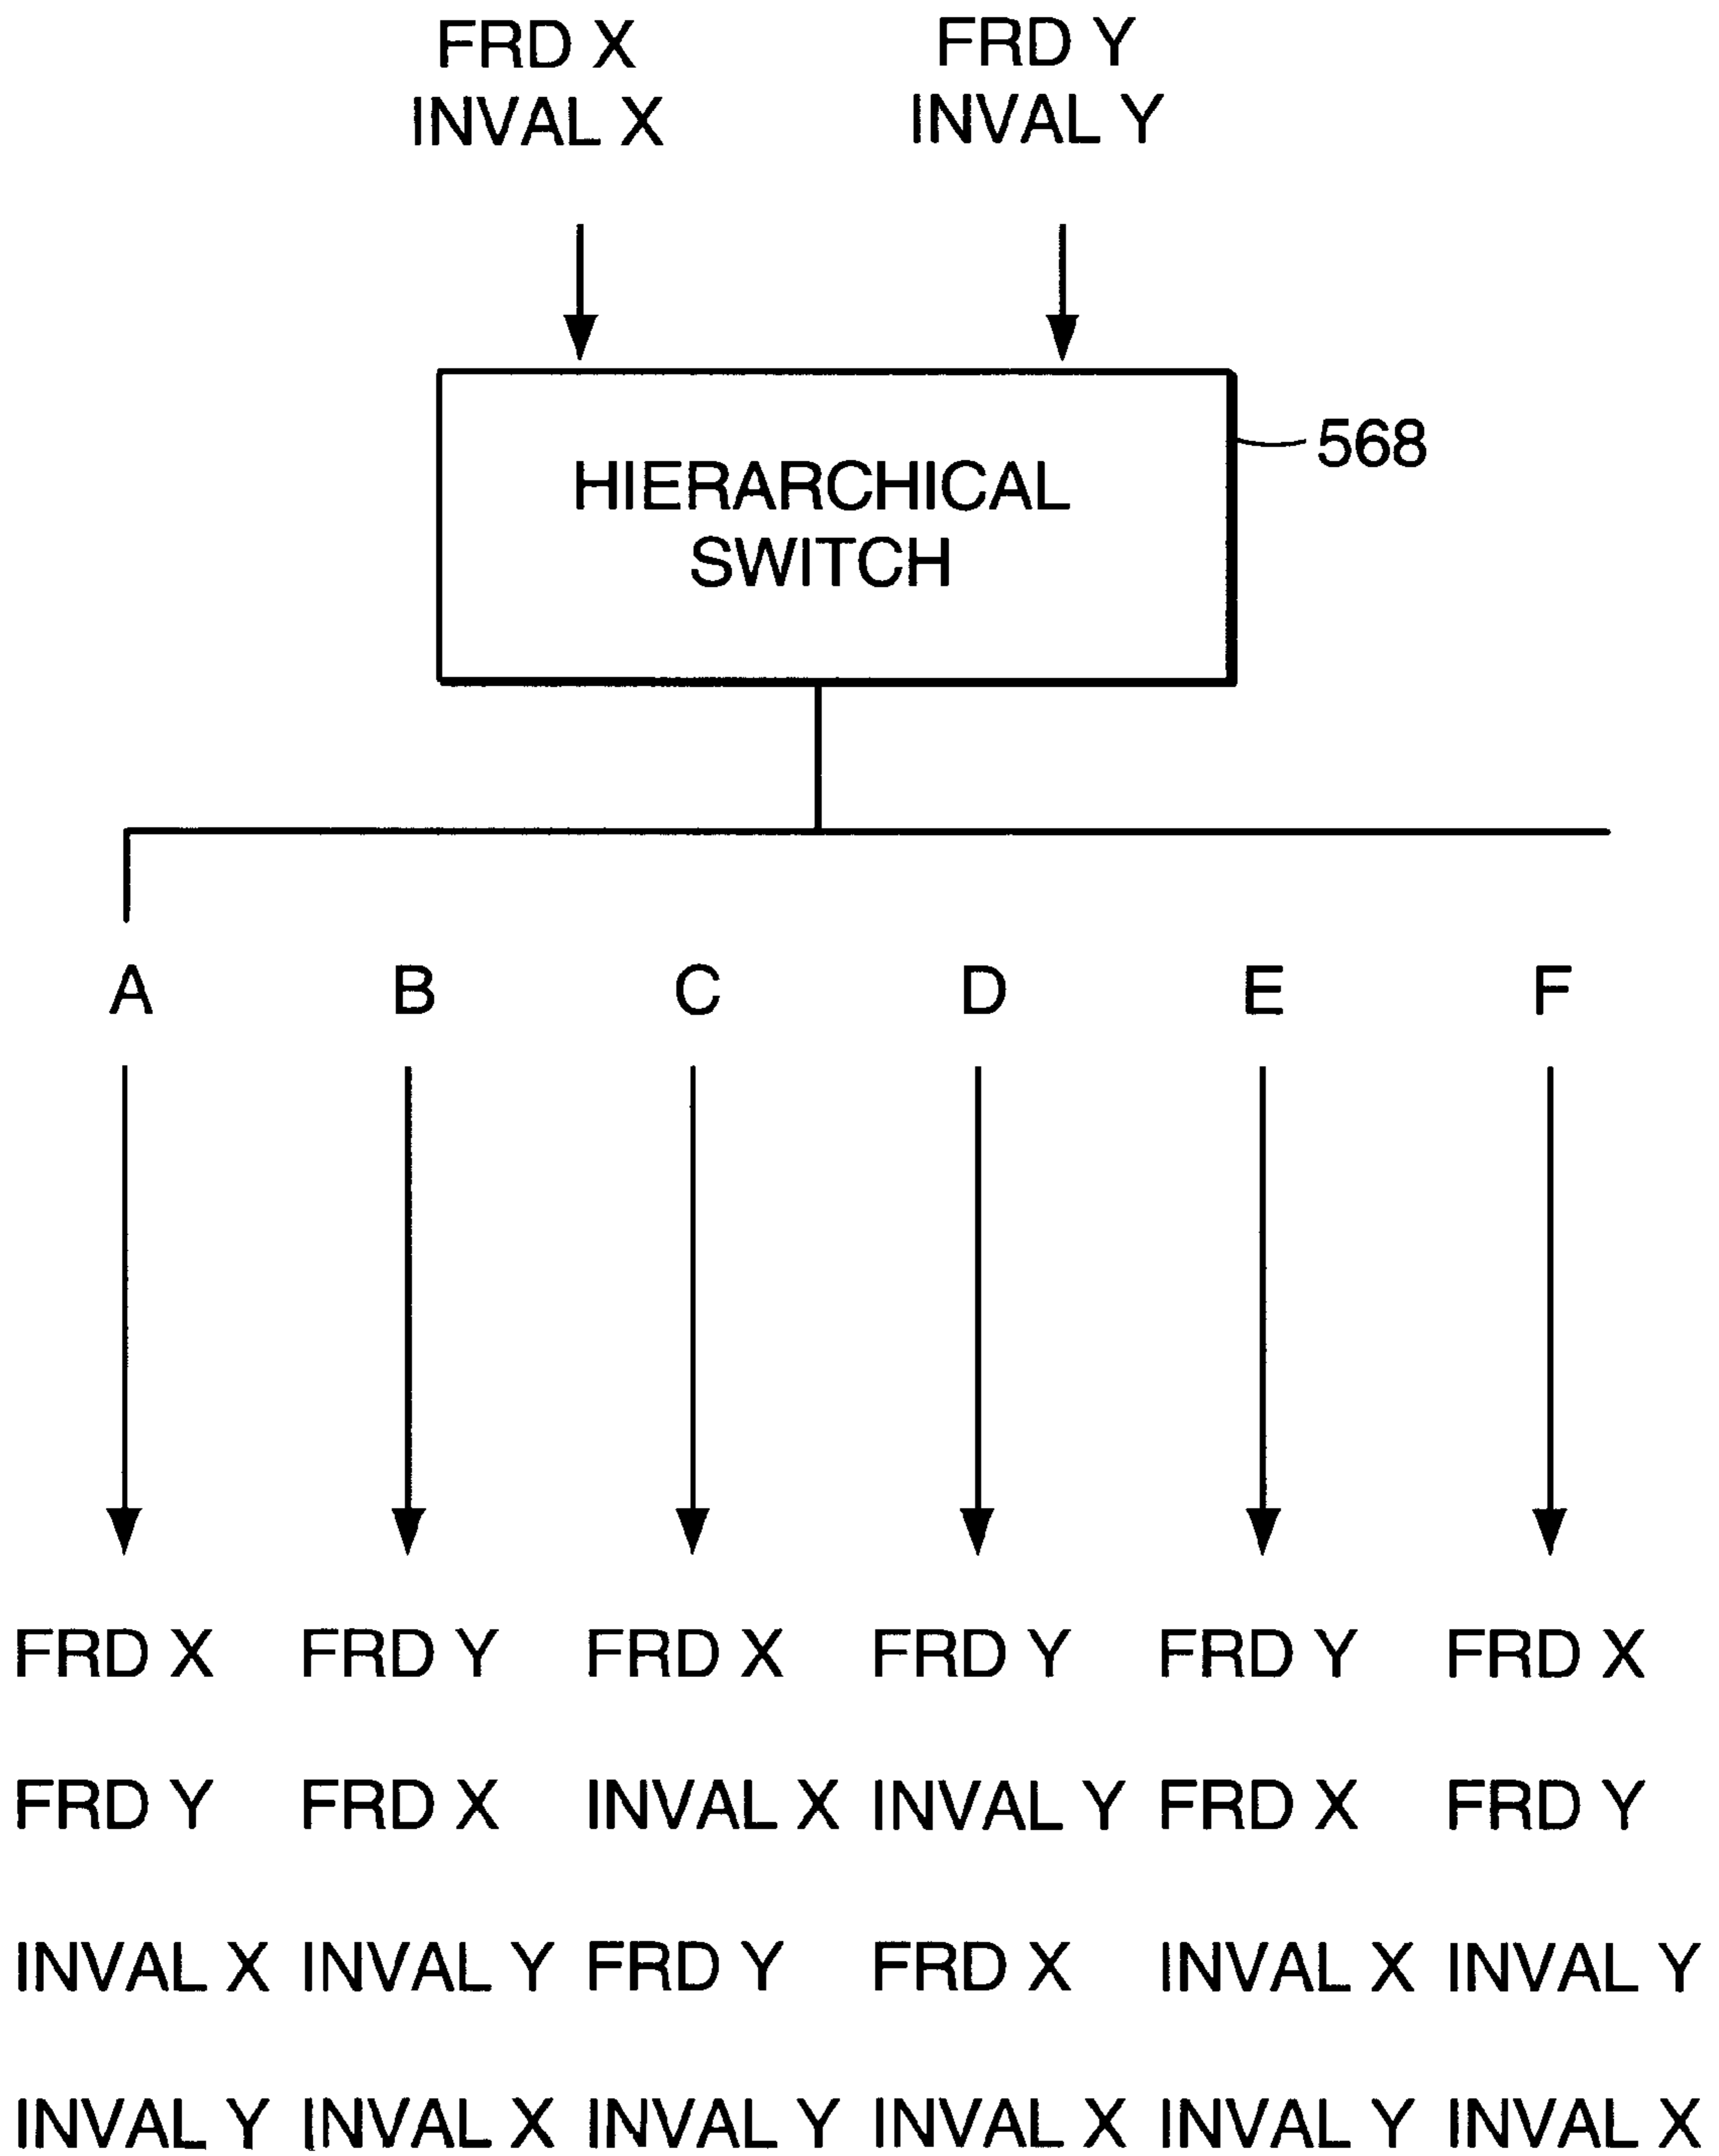 FRD X
INVAL X
FRD Y
INVAL Y
HIERARCHICAL
SWITCH
568
A B C D E F
FRD X FRD Y FRD X FRD Y FRD Y FRD X
FRD Y FRD X INVAL X INVAL Y FRD X FRD Y
INVAL X INVAL Y FRD Y FRD X INVAL X INVAL Y
INVAL Y INVAL X INVAL Y INVAL X INVAL Y INVAL X